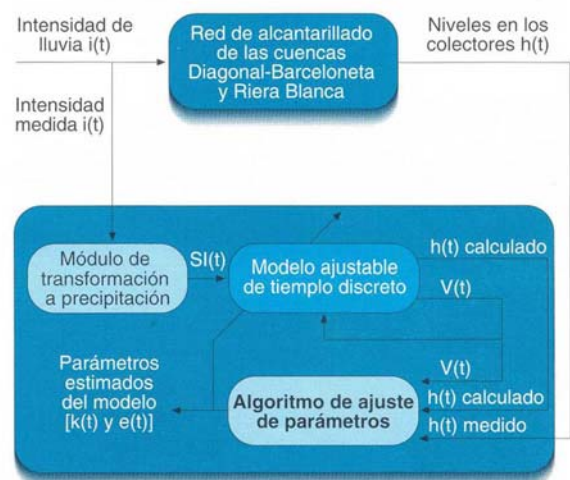 Intensidad de
lluvia i(t)
Red de alcantarillado
de las cuencas
Diagonal-Barceloneta
y Riera Blanca
Niveles en los
colectores h(t)
Intensidad
medida i(t)
Módulo de
transformación
a precipitación
SI(t)
Modelo ajustable
de tiemplo discreto
h(t) calculado
V(t)
Parámetros
estimados
del modelo
[k(t) y e(t)]
Algoritmo de ajuste
de parámetros
V(t)
h(t) calculado
h(t) medido